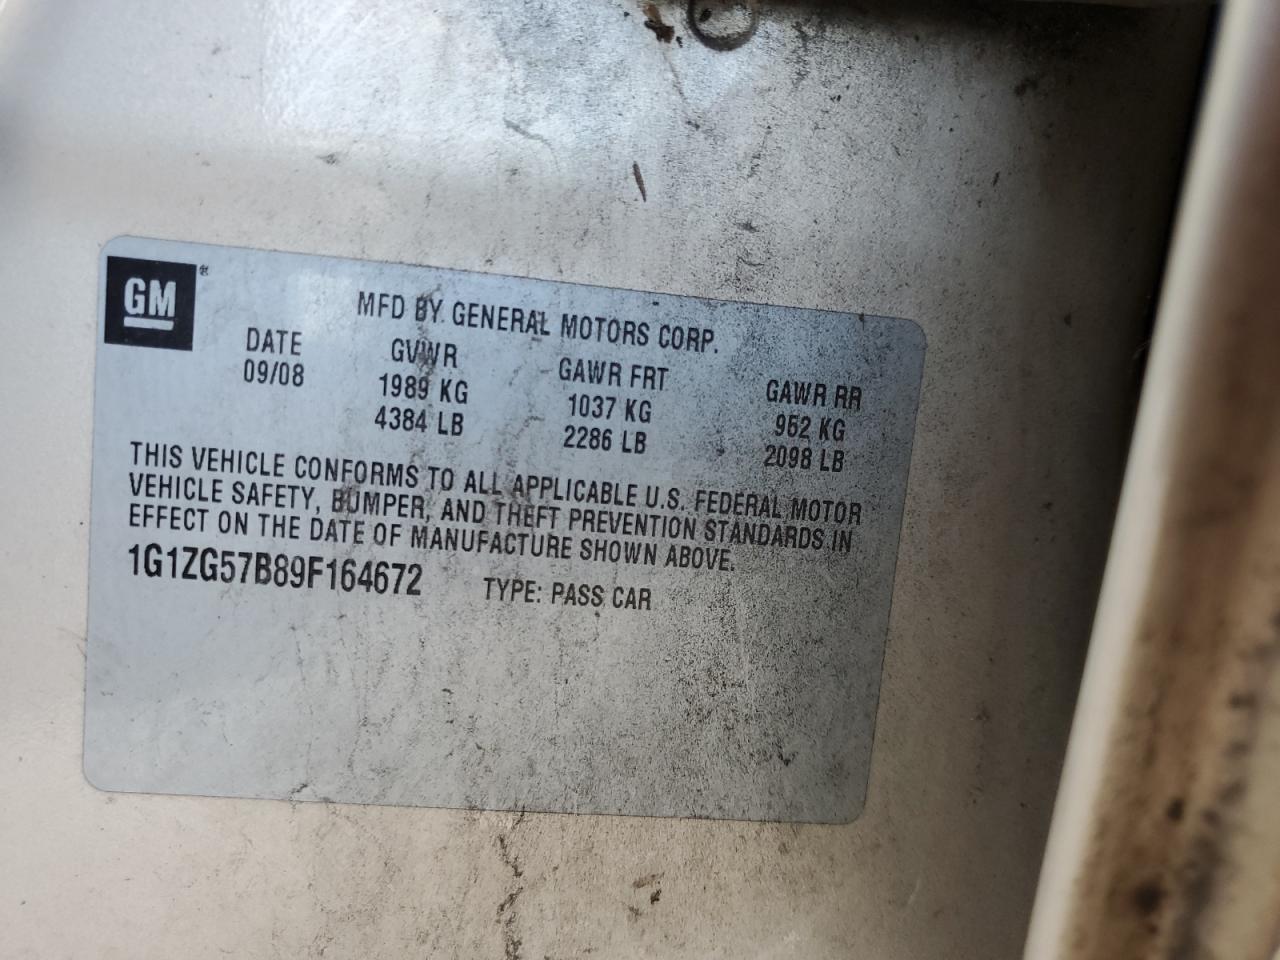 GM ®
MFD BY GENERAL MOTORS CORP.
DATE GVWR GAWR FRT GAWR RR
09/08 1989 KG 1037 KG 952 KG
4384 LB 2286 LB 2098 LB
THIS VEHICLE CONFORMS TO ALL APPLICABLE U.S. FEDERAL MOTOR
VEHICLE SAFETY, BUMPER, AND THEFT PREVENTION STANDARDS IN
EFFECT ON THE DATE OF MANUFACTURE SHOWN ABOVE.
1G1ZG57B89F164672 TYPE: PASS CAR